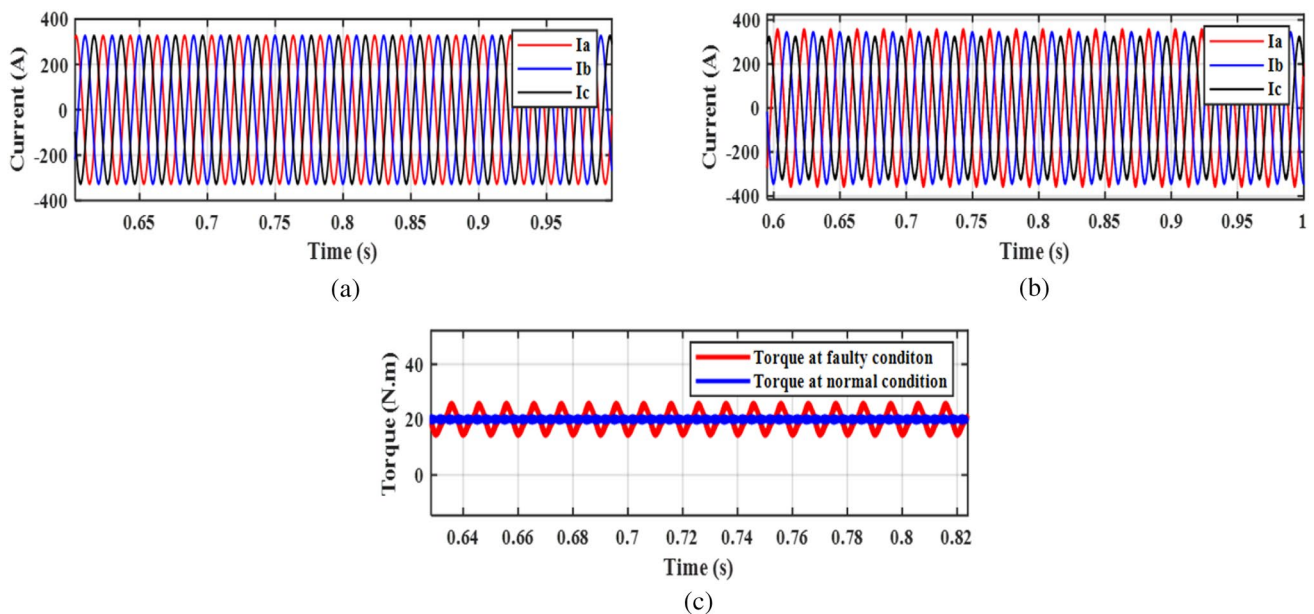 400
200
0
-200
-400
Current (A)
Ia
Ib
Ic
0.65 0.7 0.75 0.8 0.85 0.9 0.95
Time (s)
(a)
400
200
0
-200
-400
Current (A)
Ia
Ib
Ic
0.6 0.65 0.7 0.75 0.8 0.85 0.9 0.95 1
Time (s)
(b)
40
20
0
Torque (N.m)
Torque at faulty conditon
Torque at normal condition
0.64 0.66 0.68 0.7 0.72 0.74 0.76 0.78 0.8 0.82
Time (s)
(c)